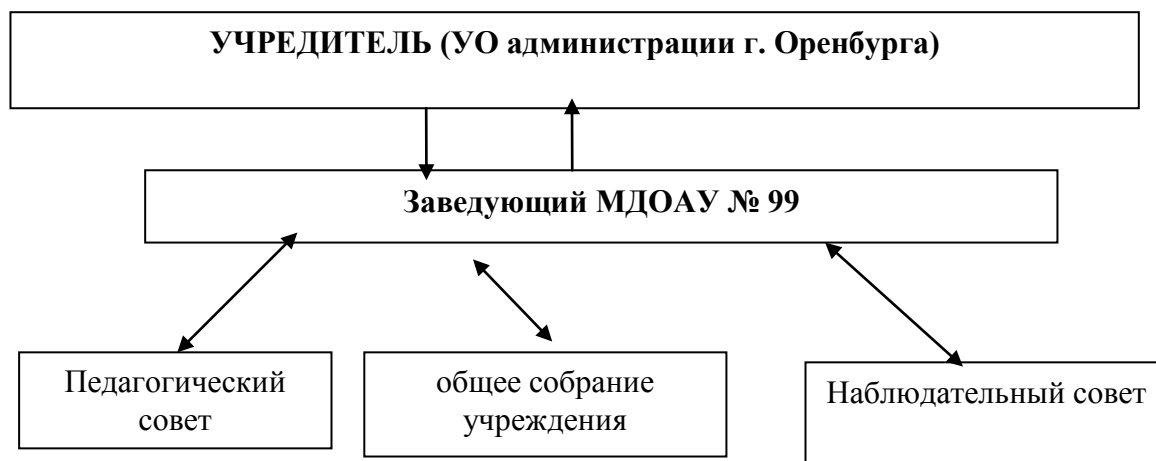 УЧРЕДИТЕЛЬ (УО администрации г. Оренбурга)
Заведующий МДОАУ № 99
Педагогический
совет
общее собрание
учреждения
Наблюдательный совет